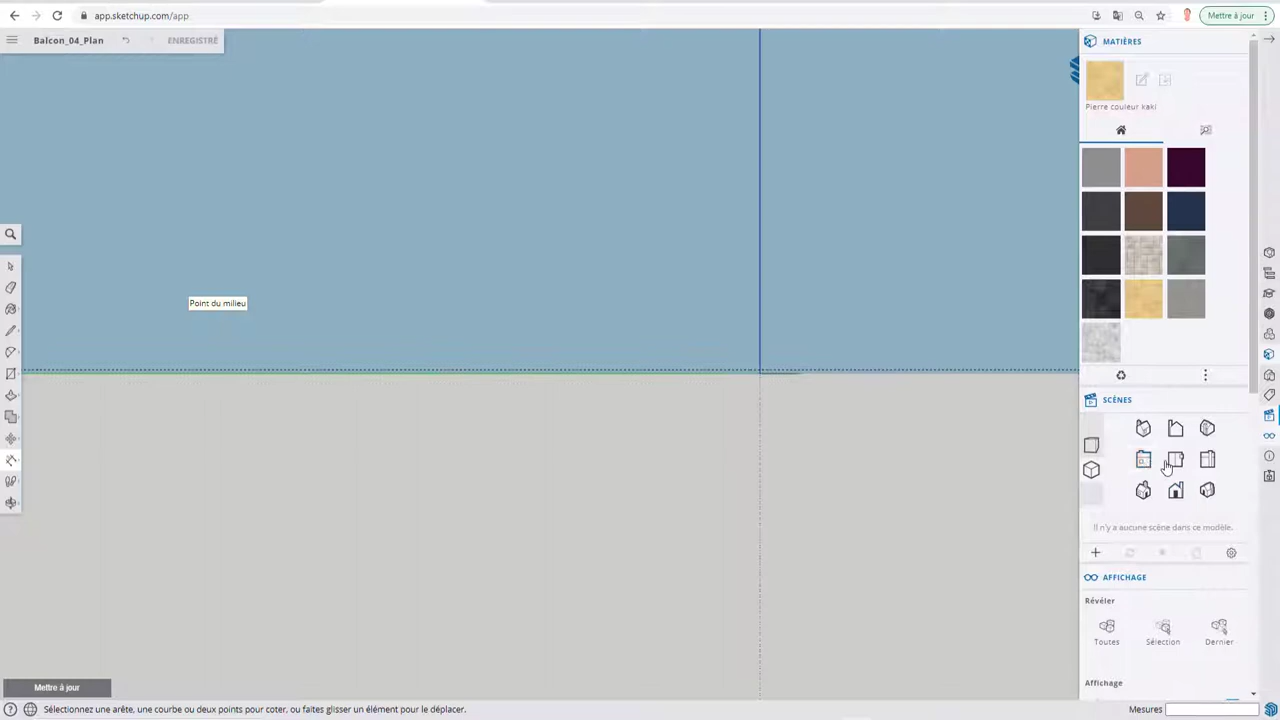 app.sketchup.com/app
Mettre à jour
Balcon_04_Plan
ENREGISTRÉ
MATIÈRES
Pierre couleur kaki
Point du milieu
SCÈNES
Il n'y a aucune scène dans ce modèle.
AFFICHAGE
Révéler
Toutes
Sélection
Dernier
Affichage
Mettre à jour
Sélectionnez une arête, une courbe ou deux points pour coter, ou faites glisser un élément pour le déplacer.
Mesures